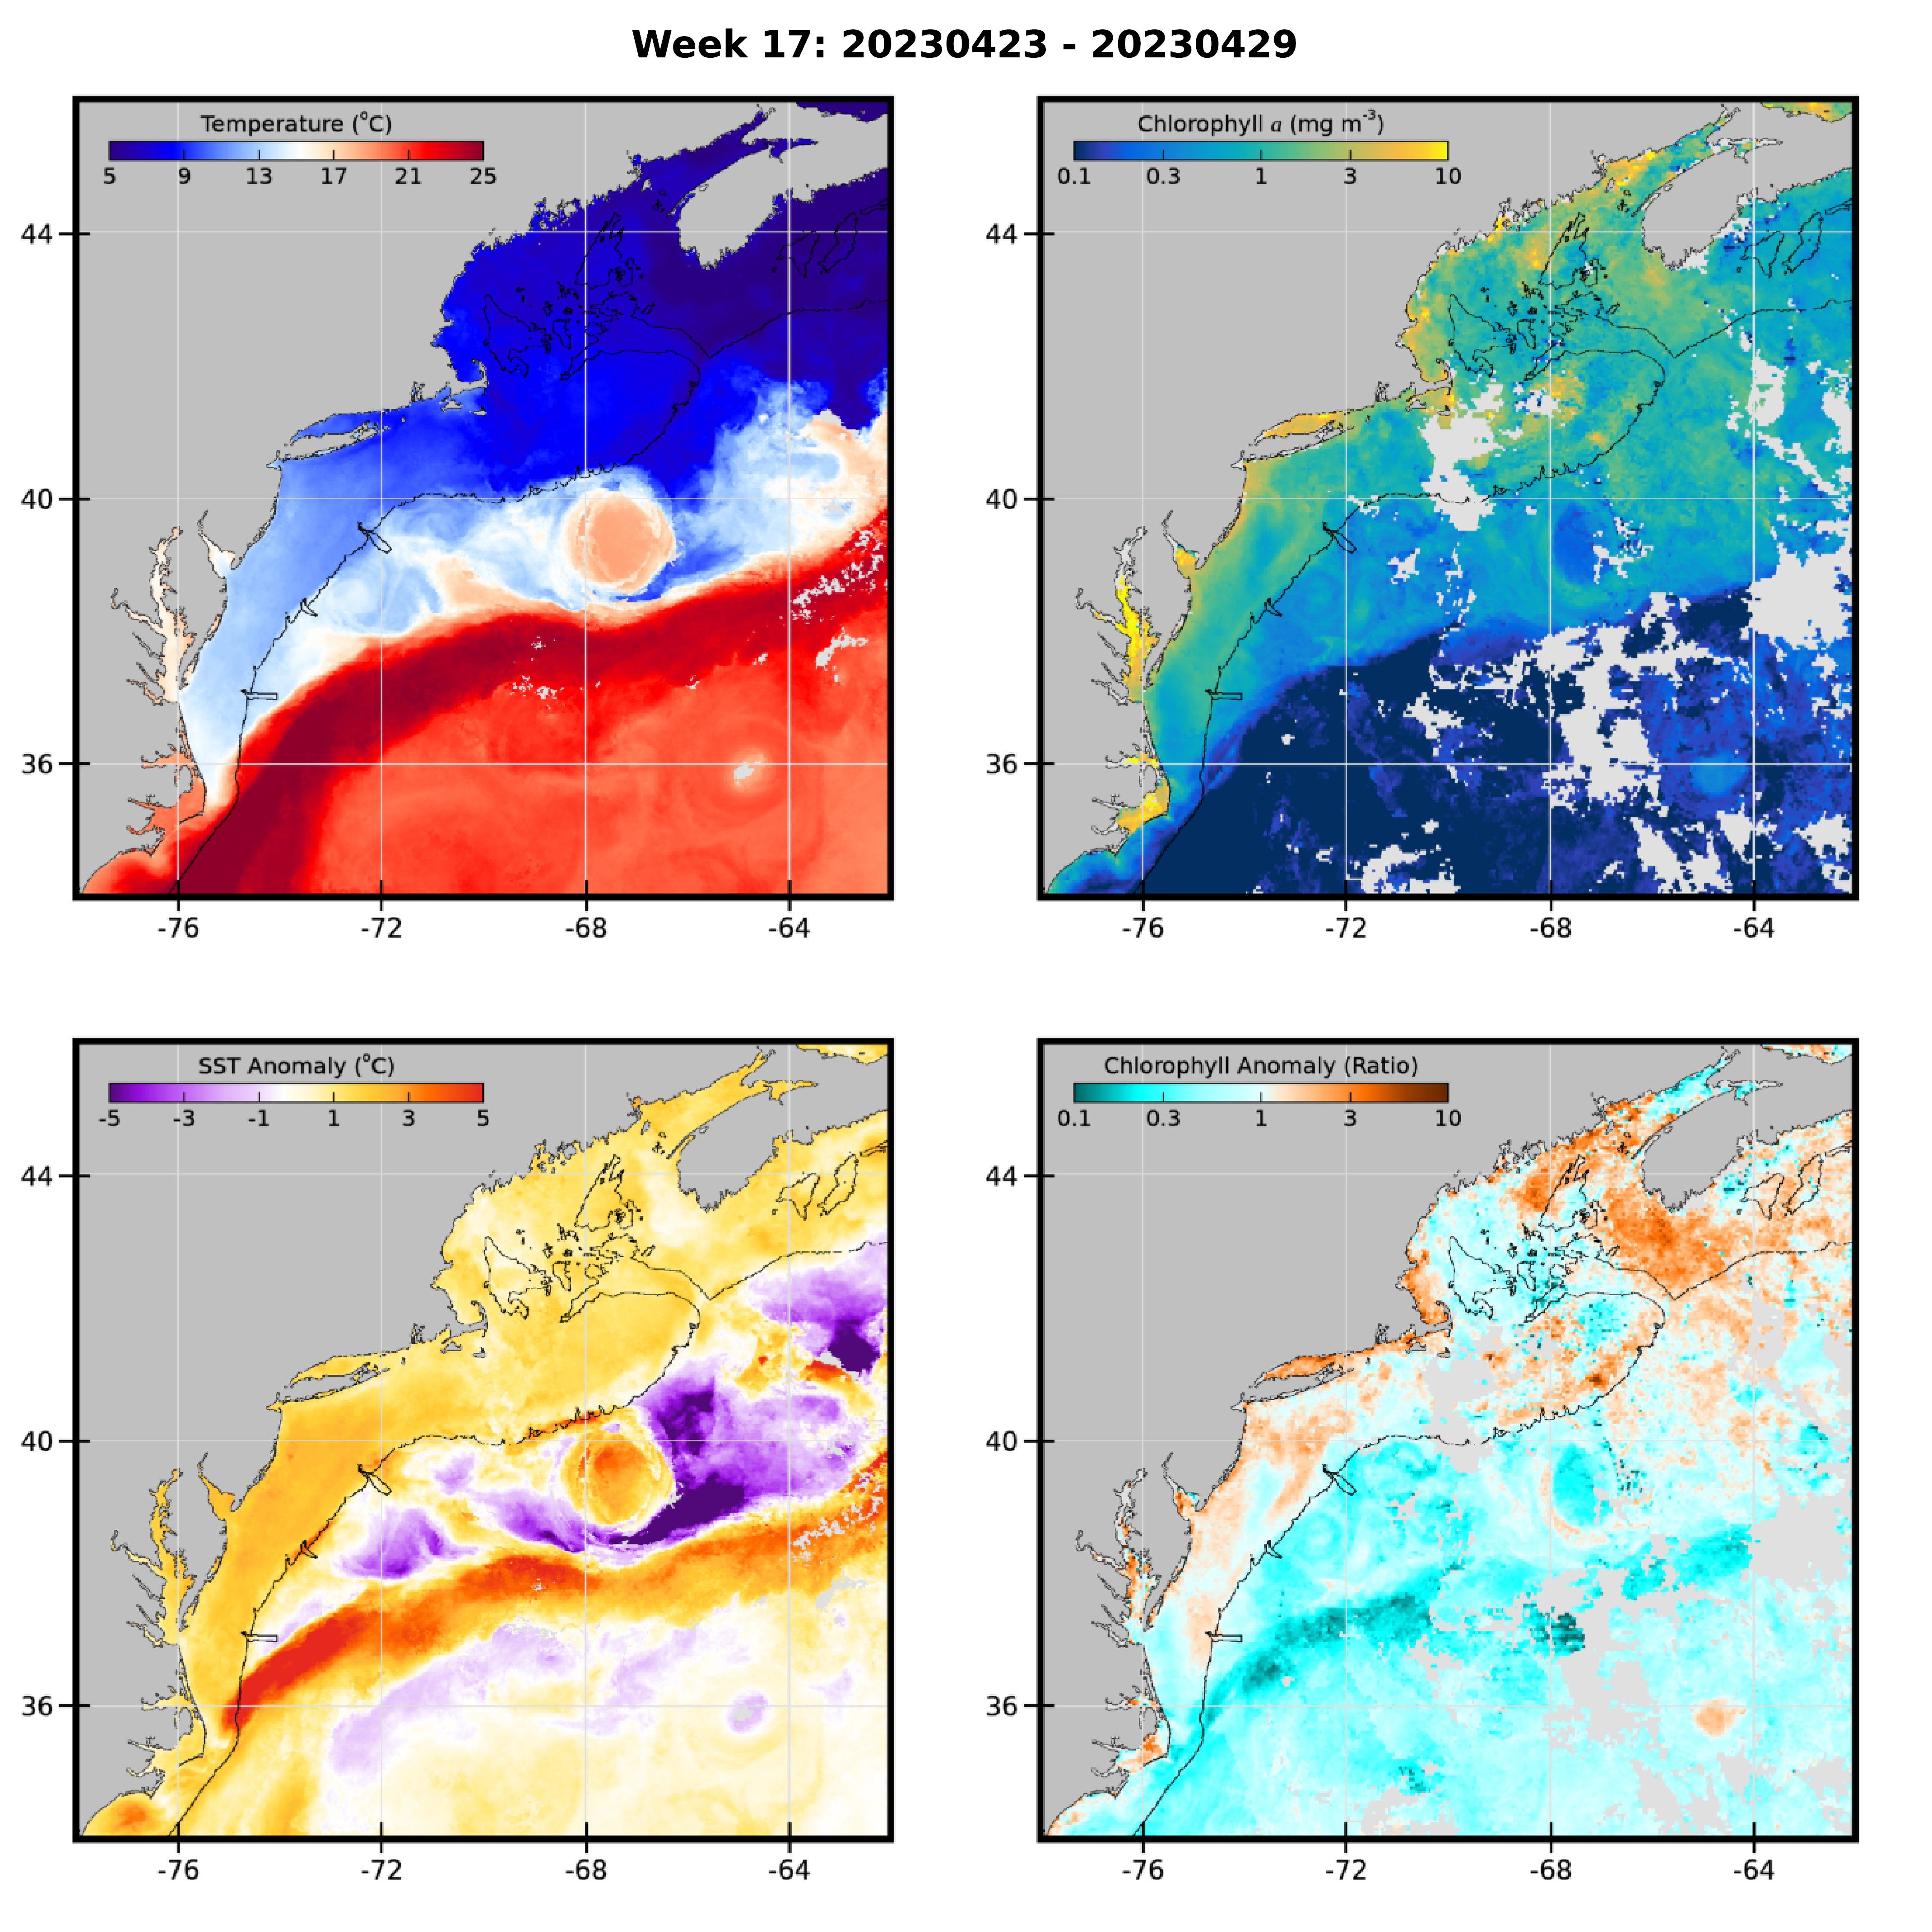 Week 17: 20230423 - 20230429
Temperature (°C)
5 9 13 17 21 25
44
40
36
-76 -72 -68 -64
Chlorophyll a (mg m-3)
0.1 0.3 1 3 10
44
40
36
-76 -72 -68 -64
SST Anomaly (°C)
-5 -3 -1 1 3 5
44
40
36
-76 -72 -68 -64
Chlorophyll Anomaly (Ratio)
0.1 0.3 1 3 10
44
40
36
-76 -72 -68 -64